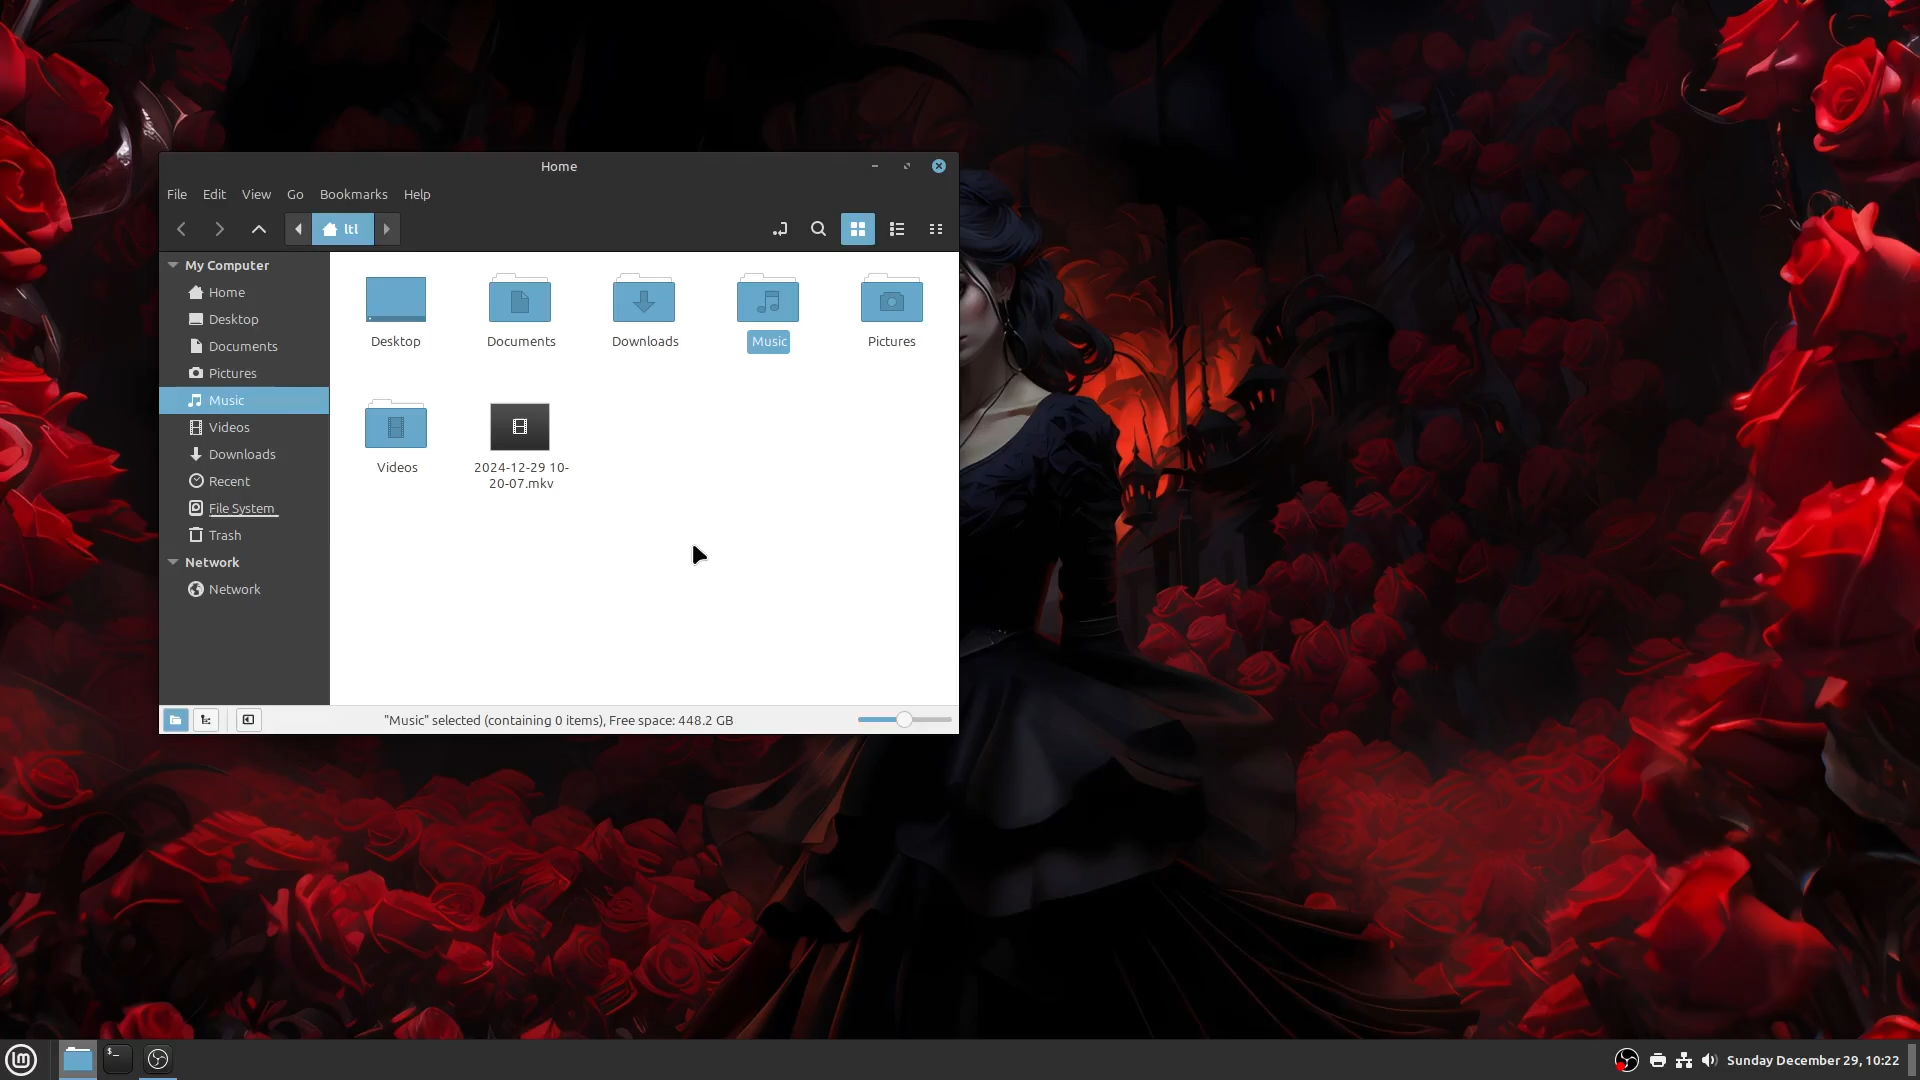 Home
File Edit View Go Bookmarks Help
ltl
My Computer
Home
Desktop
Documents
Pictures
Music
Videos
Downloads
Recent
File System
Trash
Network
Network
Desktop
Documents
Downloads
Music
Pictures
Videos
2024-12-29 10-
20-07.mkv
"Music" selected (containing 0 items), Free space: 448.2 GB
lm
$_
Sunday December 29, 10:22